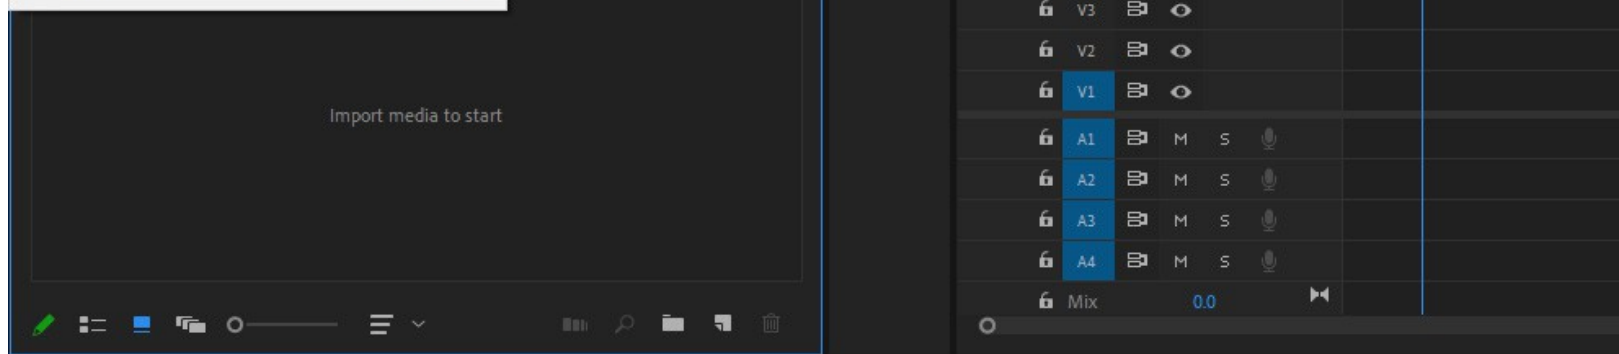 Import media to start
V3
V2
V1
A1 M S
A2 M S
A3 M S
A4 M S
Mix 0.0